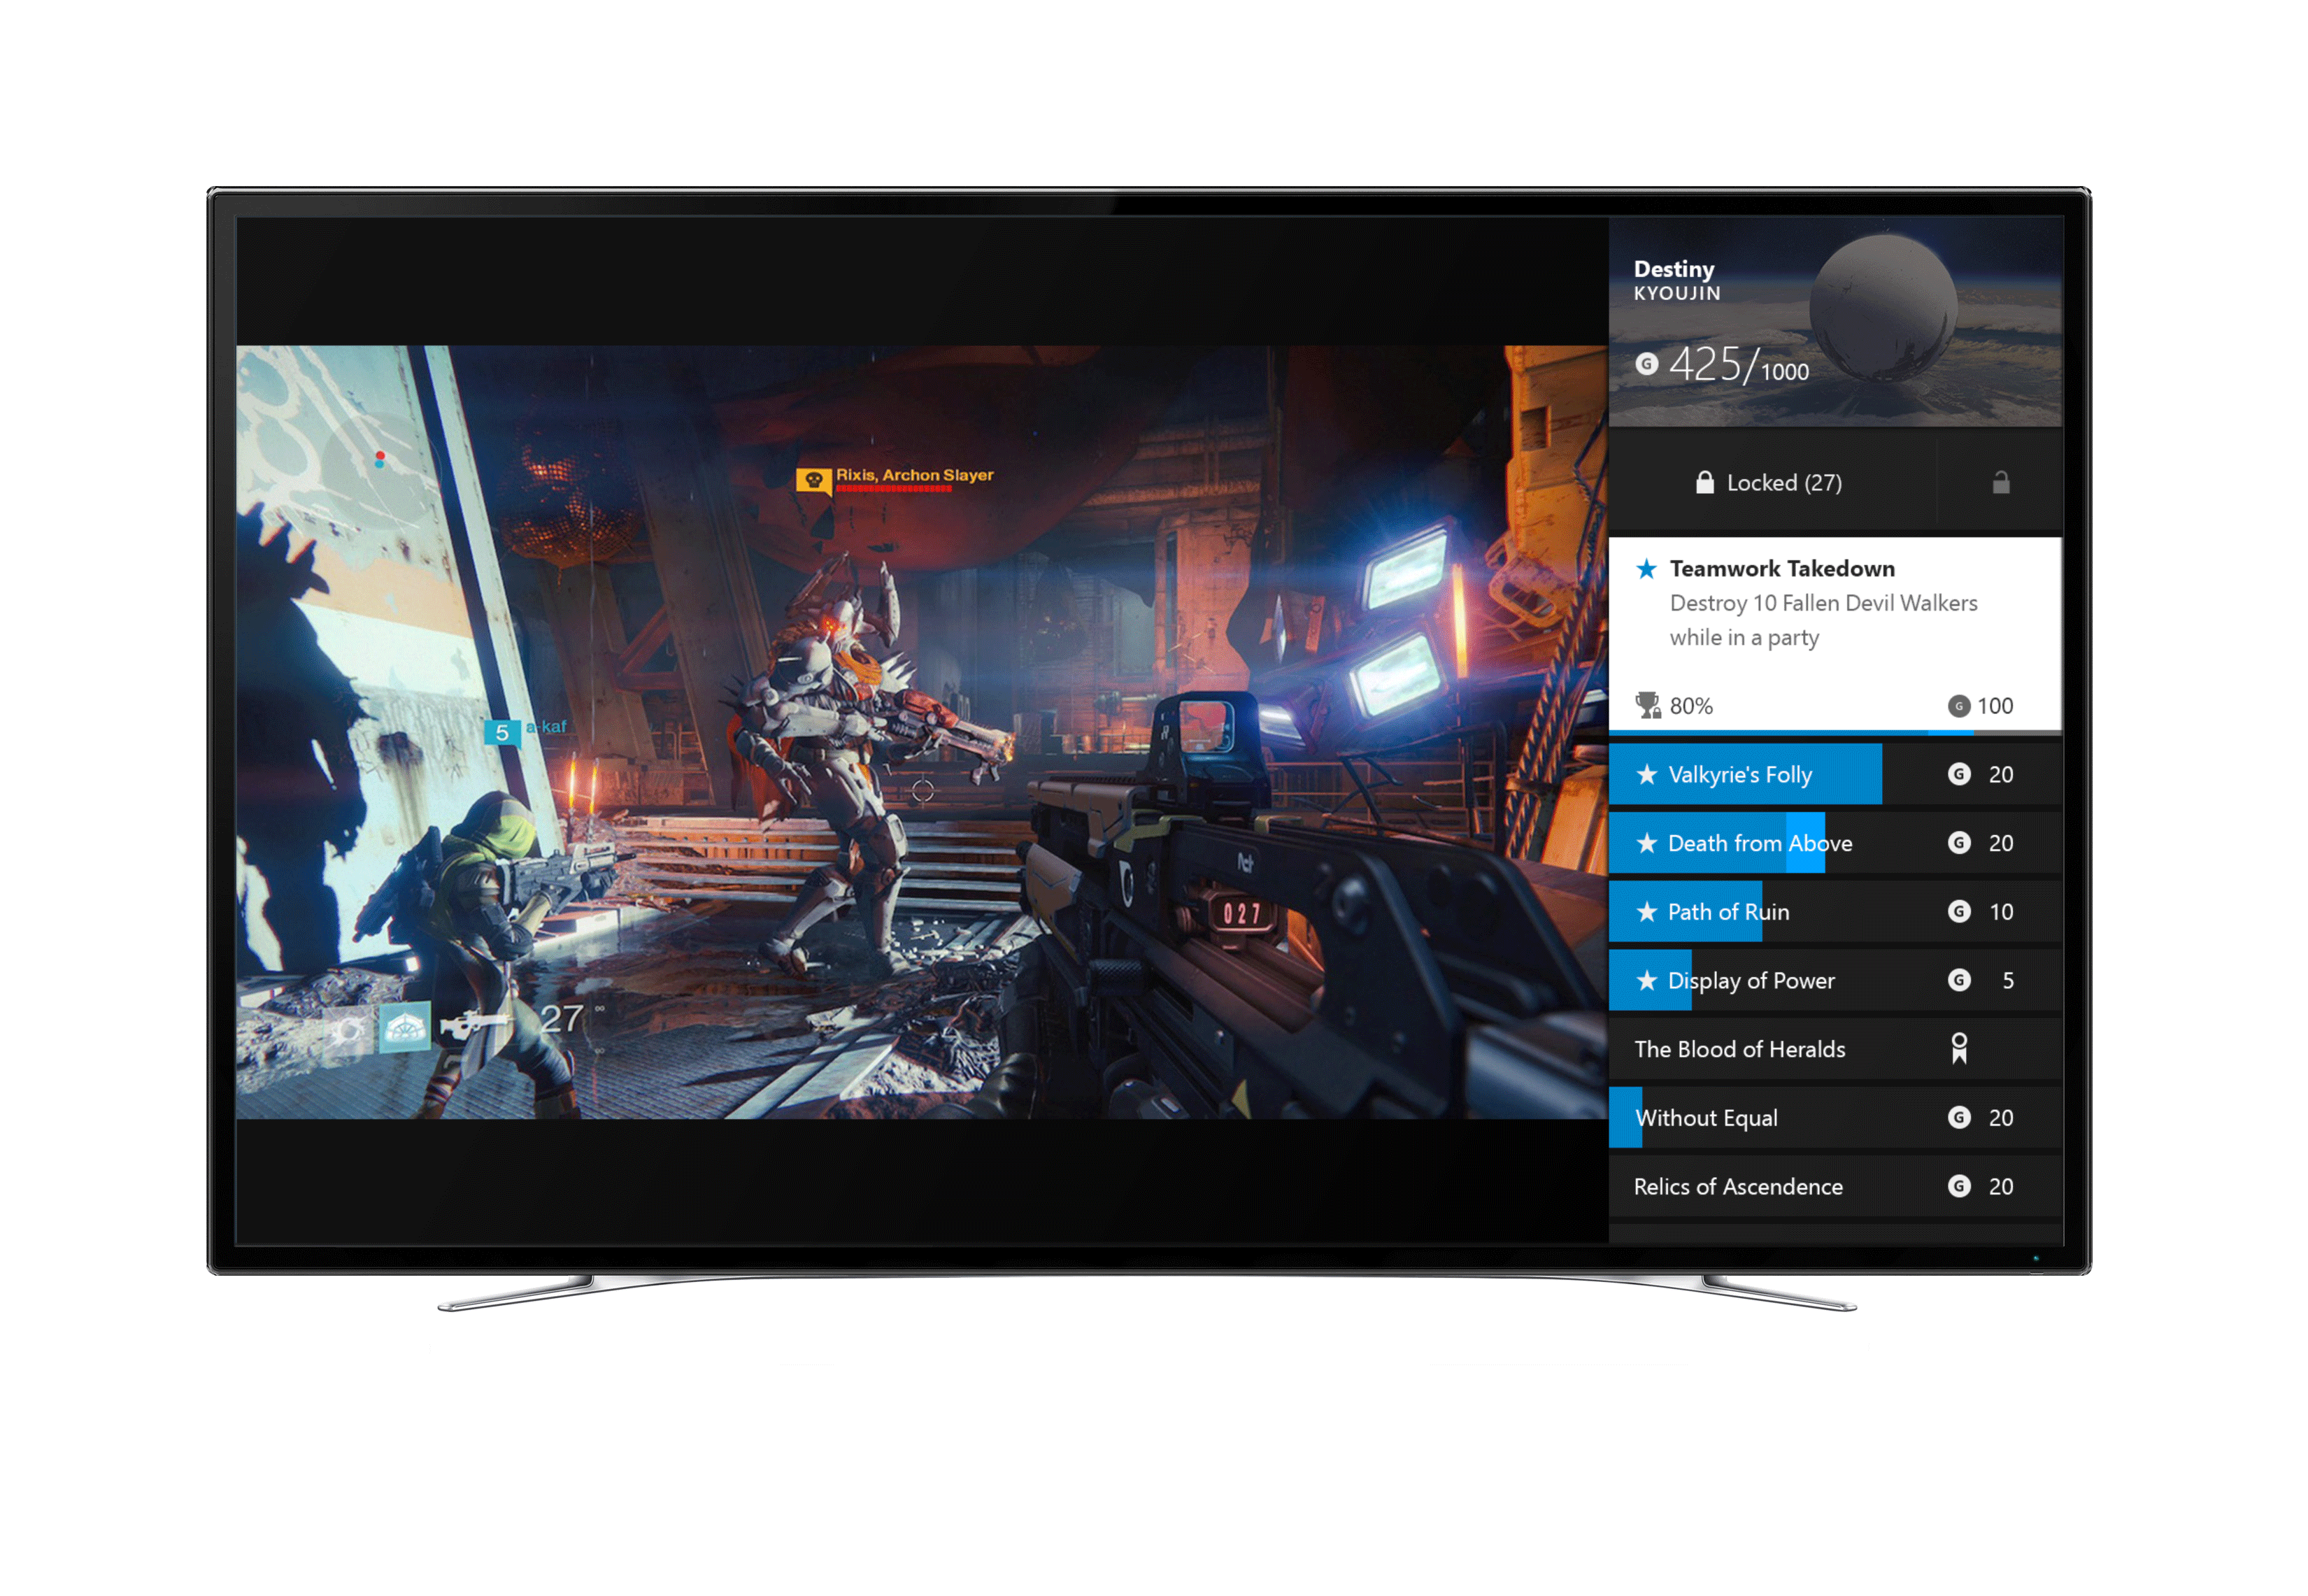 Rixis, Archon Slayer
5 a-kaf
027
27 ∞
∞
Destiny
KYOUJIN
G 425/1000
Locked (27)
Teamwork Takedown
Destroy 10 Fallen Devil Walkers
while in a party
80% G 100
Valkyrie's Folly G 20
Death from Above G 20
Path of Ruin G 10
Display of Power G 5
The Blood of Heralds
Without Equal G 20
Relics of Ascendence G 20